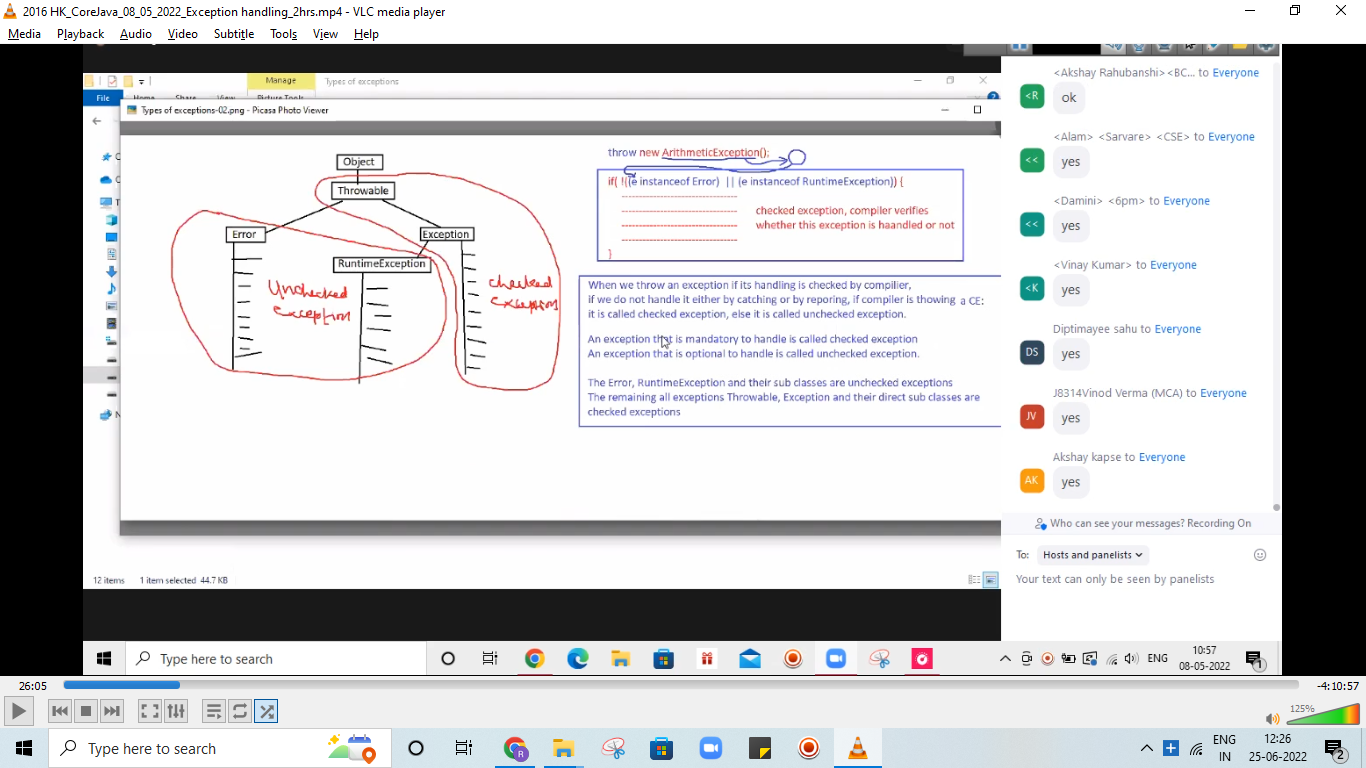 2016 HK_CoreJava_08_05_2022_Exception handling_2hrs.mp4 - VLC media player
Media Playback Audio Video Subtitle Tools View Help
Manage
Types of exceptions
File Home Share View Picture Tools
Types of exceptions-02.png - Picasa Photo Viewer
Object
Throwable
Error
Exception
RuntimeException
Unchecked
exception
checked
exception
throw new ArithmeticException();
if( !((e instanceof Error) || (e instanceof RuntimeException)) {
checked exception, compiler verifies
whether this exception is haandled or not
}
When we throw an exception if its handling is checked by compilier,
if we do not handle it either by catching or by reporing, if compiler is thowing a CE:
it is called checked exception, else it is called unchecked exception.
An exception that is mandatory to handle is called checked exception
An exception that is optional to handle is called unchecked exception.
The Error, RuntimeException and their sub classes are unchecked exceptions
The remaining all exceptions Throwable, Exception and their direct sub classes are
checked exceptions
12 items 1 item selected 44.7 KB
<Akshay Rahubanshi> <BC... to Everyone
<R
ok
<Alam> <Sarvare> <CSE> to Everyone
<<
yes
<Damini> <6pm> to Everyone
<<
yes
<Vinay Kumar> to Everyone
<K
yes
Diptimayee sahu to Everyone
DS
yes
J8314Vinod Verma (MCA) to Everyone
JV
yes
Akshay kapse to Everyone
AK
yes
Who can see your messages? Recording On
To: Hosts and panelists
Your text can only be seen by panelists
Type here to search
ENG
10:57
08-05-2022
1
26:05
-4:10:57
125%
Type here to search
R
ENG
IN
12:26
25-06-2022
2